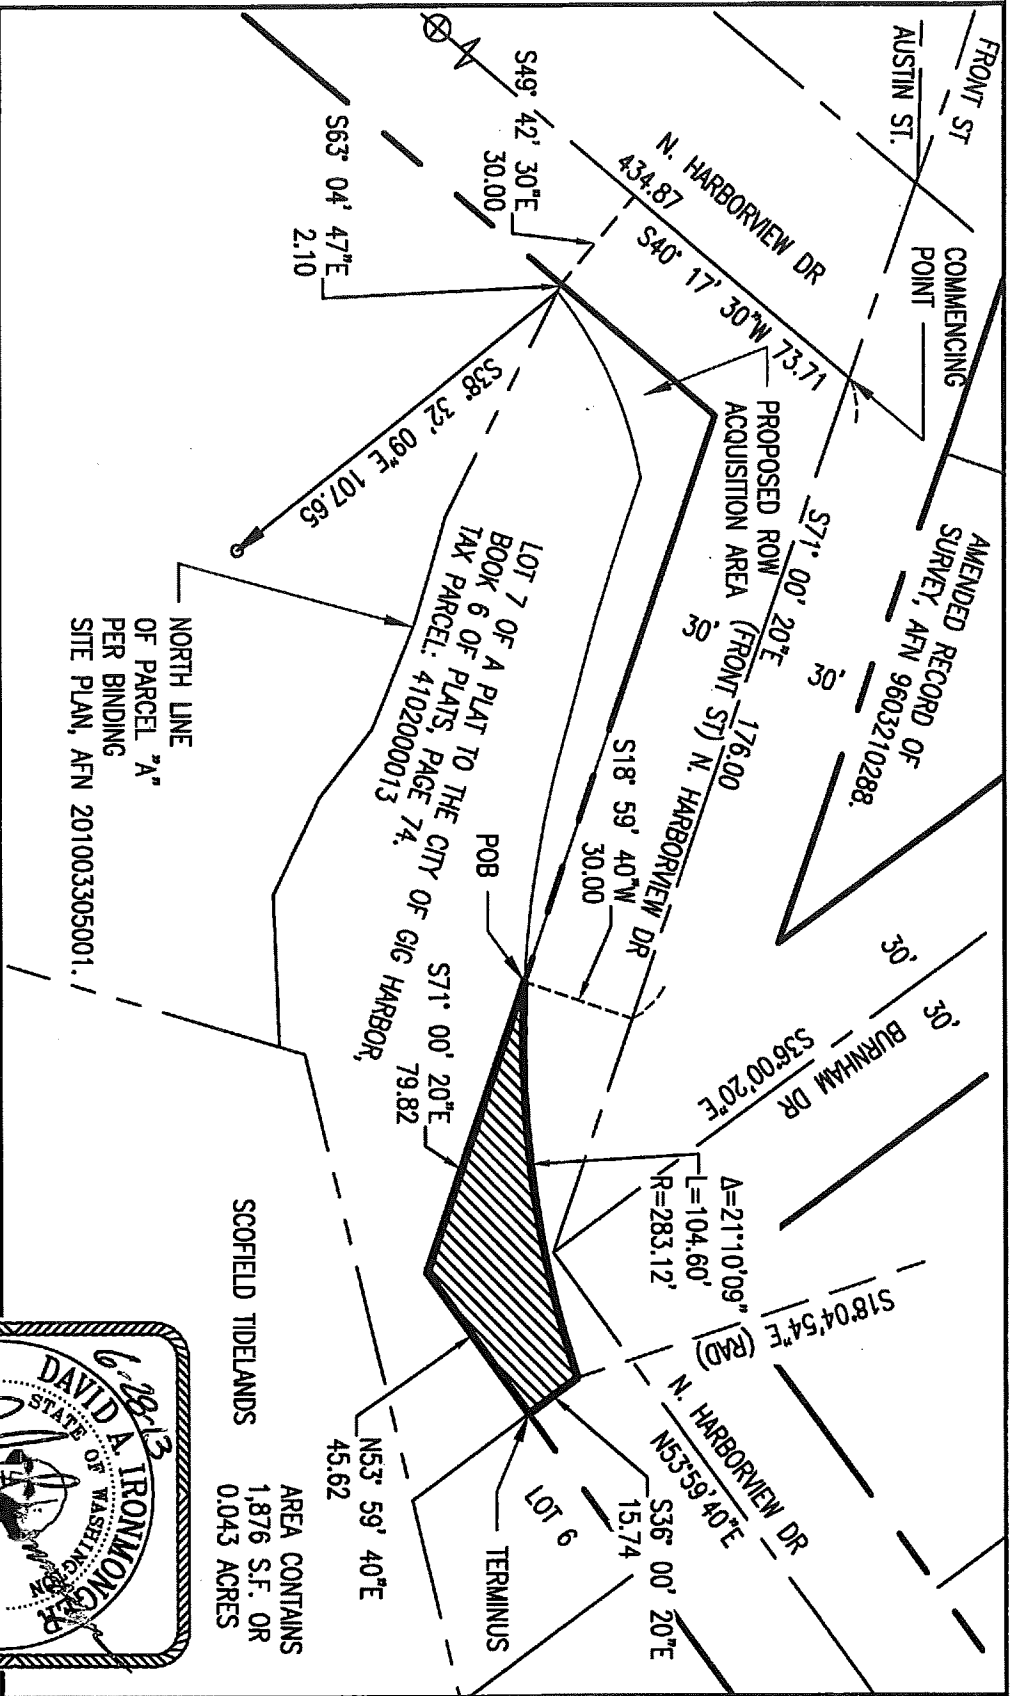 FRONT ST
AUSTIN ST.
COMMENCING
POINT
N. HARBORVIEW DR
434.87
S40° 17' 30"W 73.71
S49° 42' 30"E
30.00
S63° 04' 47"E
2.10
S38° 32' 09"E 107.65
AMENDED RECORD OF
SURVEY, AFN 9603210288.
PROPOSED ROW
ACQUISITION AREA
S71° 00' 20"E 176.00
(FRONT ST) N. HARBORVIEW DR
30'
30'
S18° 59' 40"W
30.00
30'
30'
BURNHAM DR
S36°00'20"E
LOT 7 OF A PLAT TO THE CITY OF GIG HARBOR,
BOOK 6 OF PLATS, PAGE 74.
TAX PARCEL: 4102000013
NORTH LINE
OF PARCEL "A"
PER BINDING
SITE PLAN, AFN 201003305001.
POB
S71° 00' 20"E
79.82
Δ=21°10'09"
L=104.60'
R=283.12'
S18°04'54"E (RAD)
N. HARBORVIEW DR
N53°59'40"E
S36° 00' 20"E
15.74
LOT 6
TERMINUS
N53° 59' 40"E
45.62
SCOFIELD TIDELANDS
AREA CONTAINS
1,876 S.F. OR
0.043 ACRES
6-28-13
DAVID A. IRONMONGER
STATE OF WASHINGTON